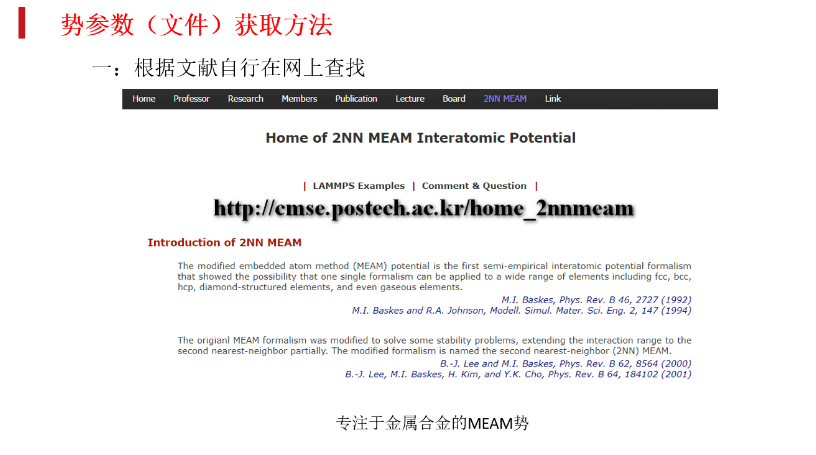 势参数（文件）获取方法
一：根据文献自行在网上查找
Home Professor Research Members Publication Lecture Board 2NN MEAM Link
Home of 2NN MEAM Interatomic Potential
| LAMMPS Examples | Comment & Question |
http://cmse.postech.ac.kr/home_2nnmeam
Introduction of 2NN MEAM
The modified embedded atom method (MEAM) potential is the first semi-empirical interatomic potential formalism
that showed the possibility that one single formalism can be applied to a wide range of elements including fcc, bcc,
hcp, diamond-structured elements, and even gaseous elements.
M.I. Baskes, Phys. Rev. B 46, 2727 (1992)
M.I. Baskes and R.A. Johnson, Modell. Simul. Mater. Sci. Eng. 2, 147 (1994)
The origianl MEAM formalism was modified to solve some stability problems, extending the interaction range to the
second nearest-neighbor partially. The modified formalism is named the second nearest-neighbor (2NN) MEAM.
B.-J. Lee and M.I. Baskes, Phys. Rev. B 62, 8564 (2000)
B.-J. Lee, M.I. Baskes, H. Kim, and Y.K. Cho, Phys. Rev. B 64, 184102 (2001)
专注于金属合金的MEAM势